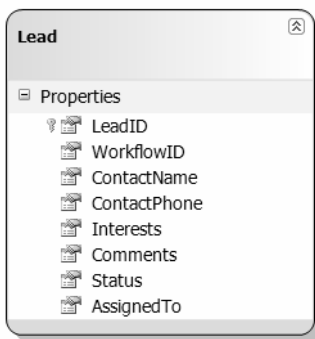 Lead
Properties
LeadID
WorkflowID
ContactName
ContactPhone
Interests
Comments
Status
AssignedTo